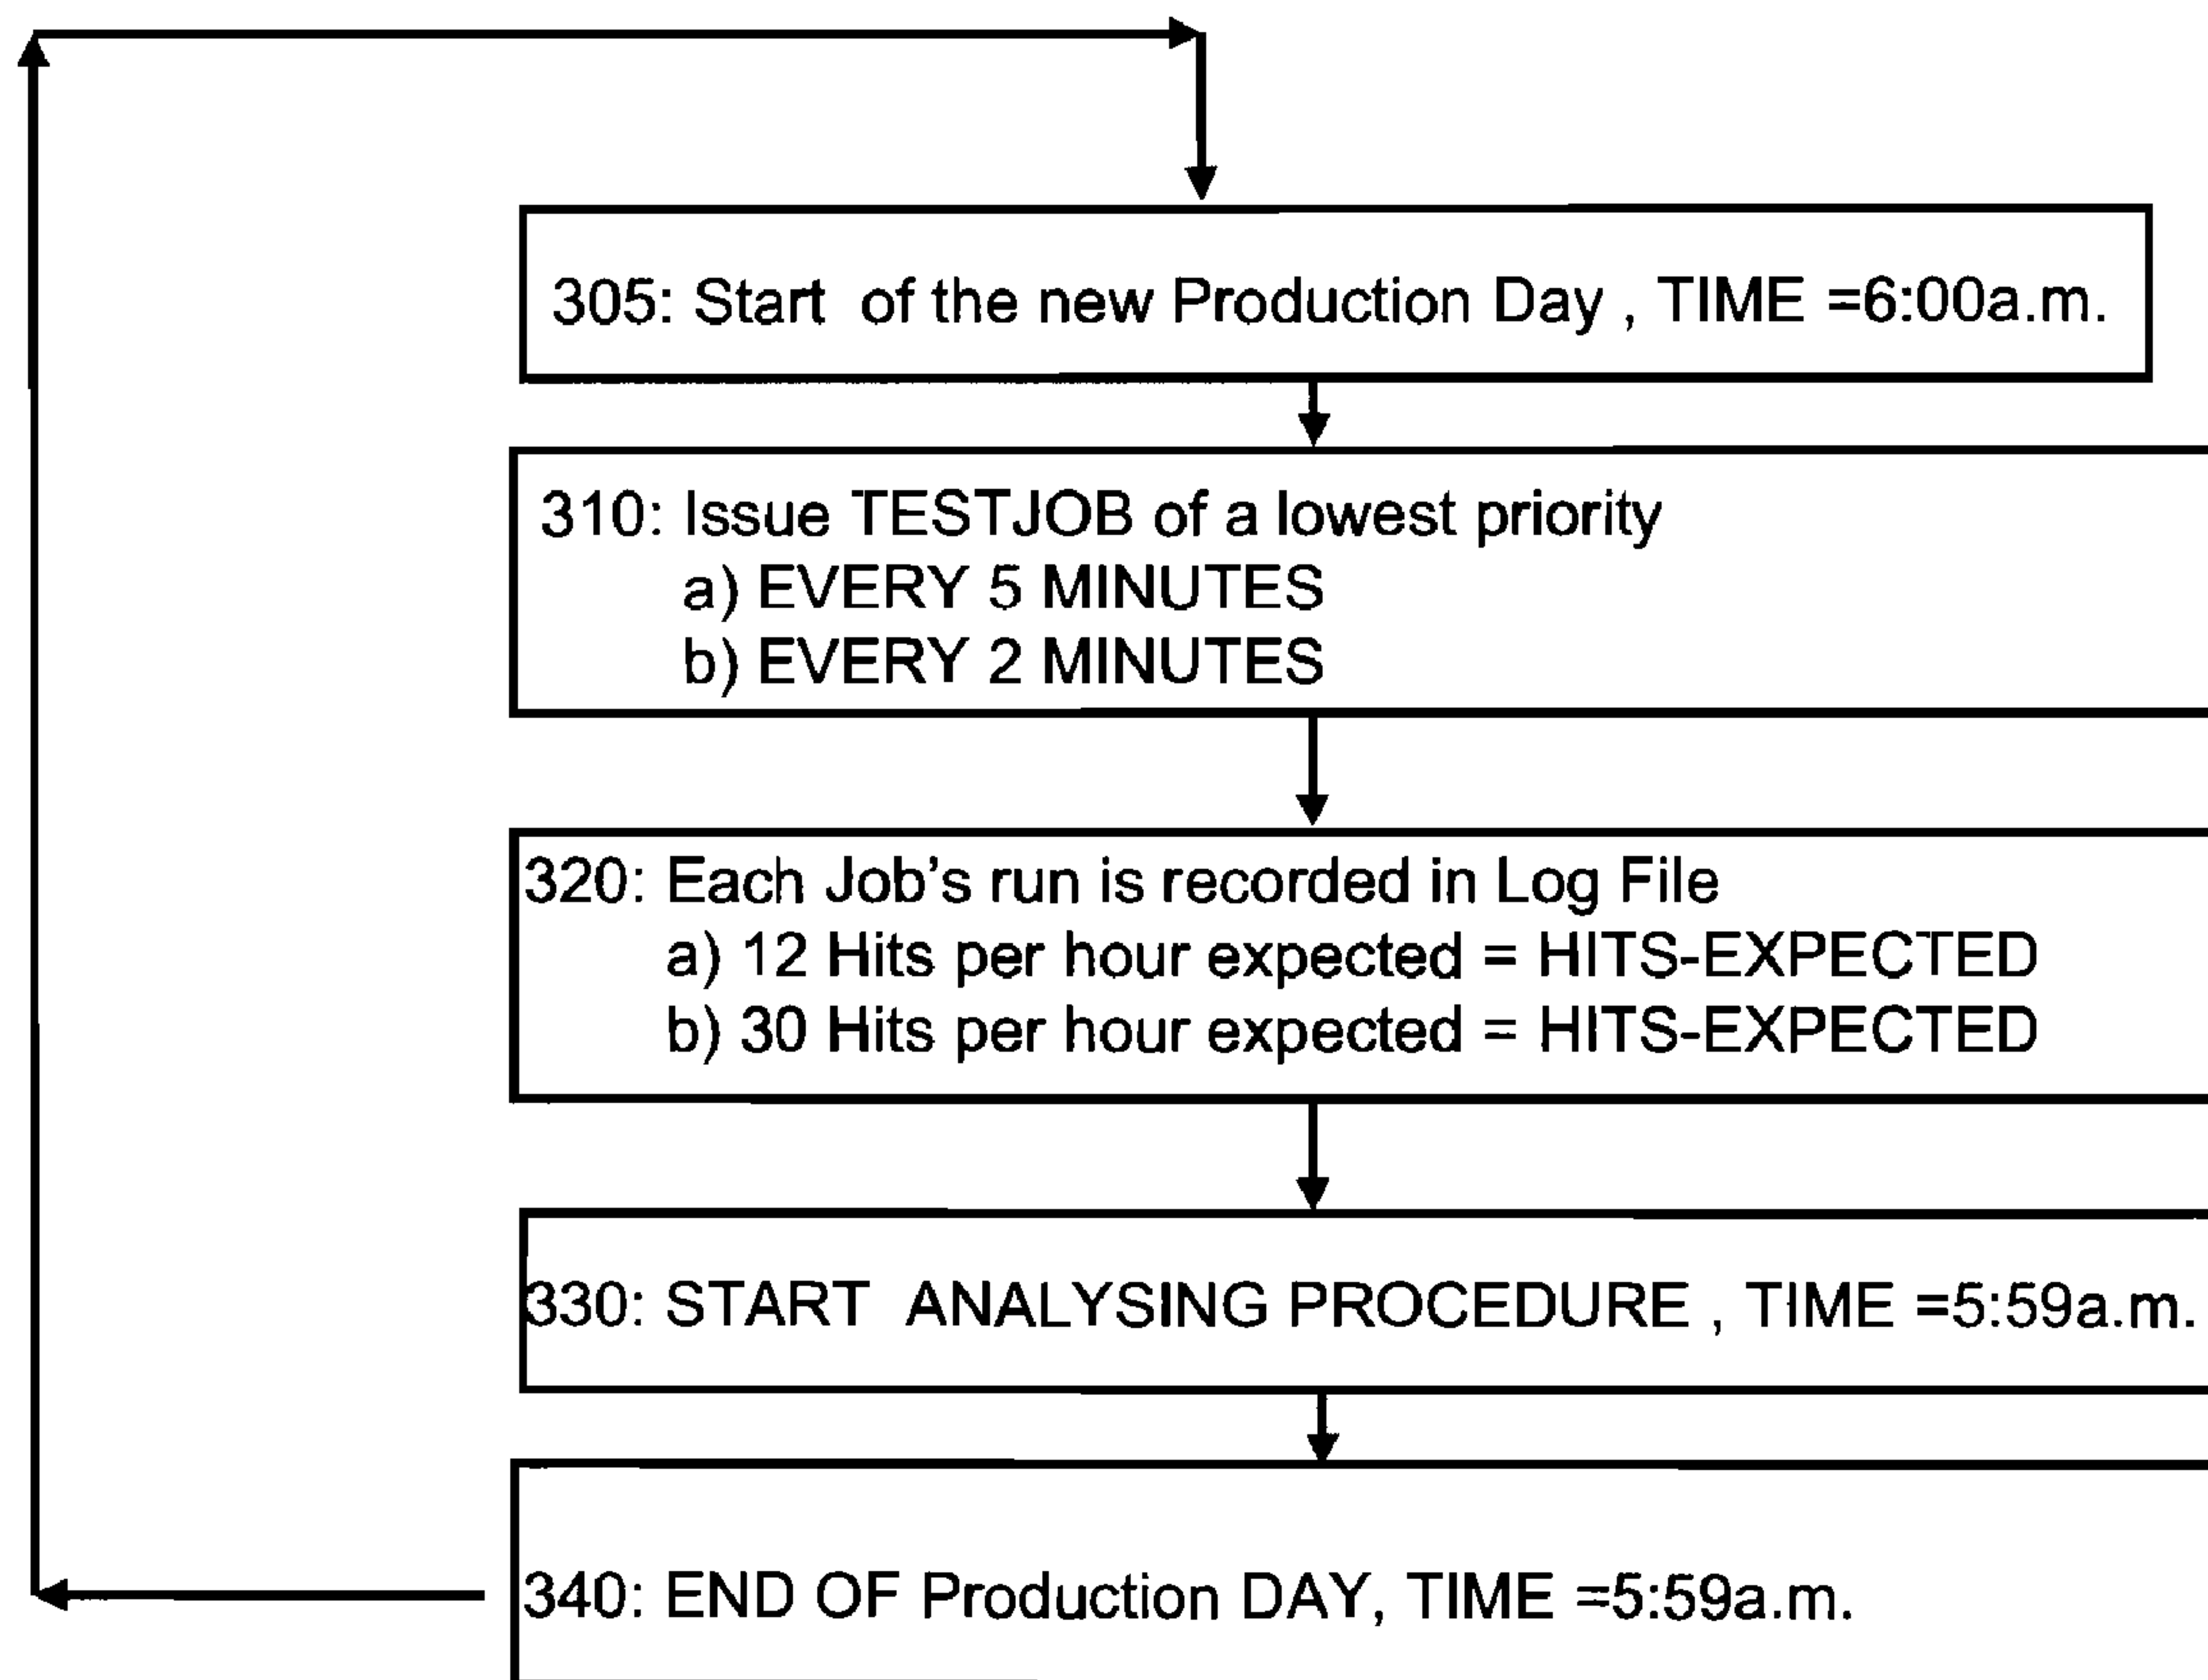 305: Start of the new Production Day , TIME =6:00a.m.
310: Issue TESTJOB of a lowest priority
a) EVERY 5 MINUTES
b) EVERY 2 MINUTES
320: Each Job's run is recorded in Log File
a) 12 Hits per hour expected = HITS-EXPECTED
b) 30 Hits per hour expected = HITS-EXPECTED
330: START ANALYSING PROCEDURE , TIME =5:59a.m.
340: END OF Production DAY, TIME =5:59a.m.